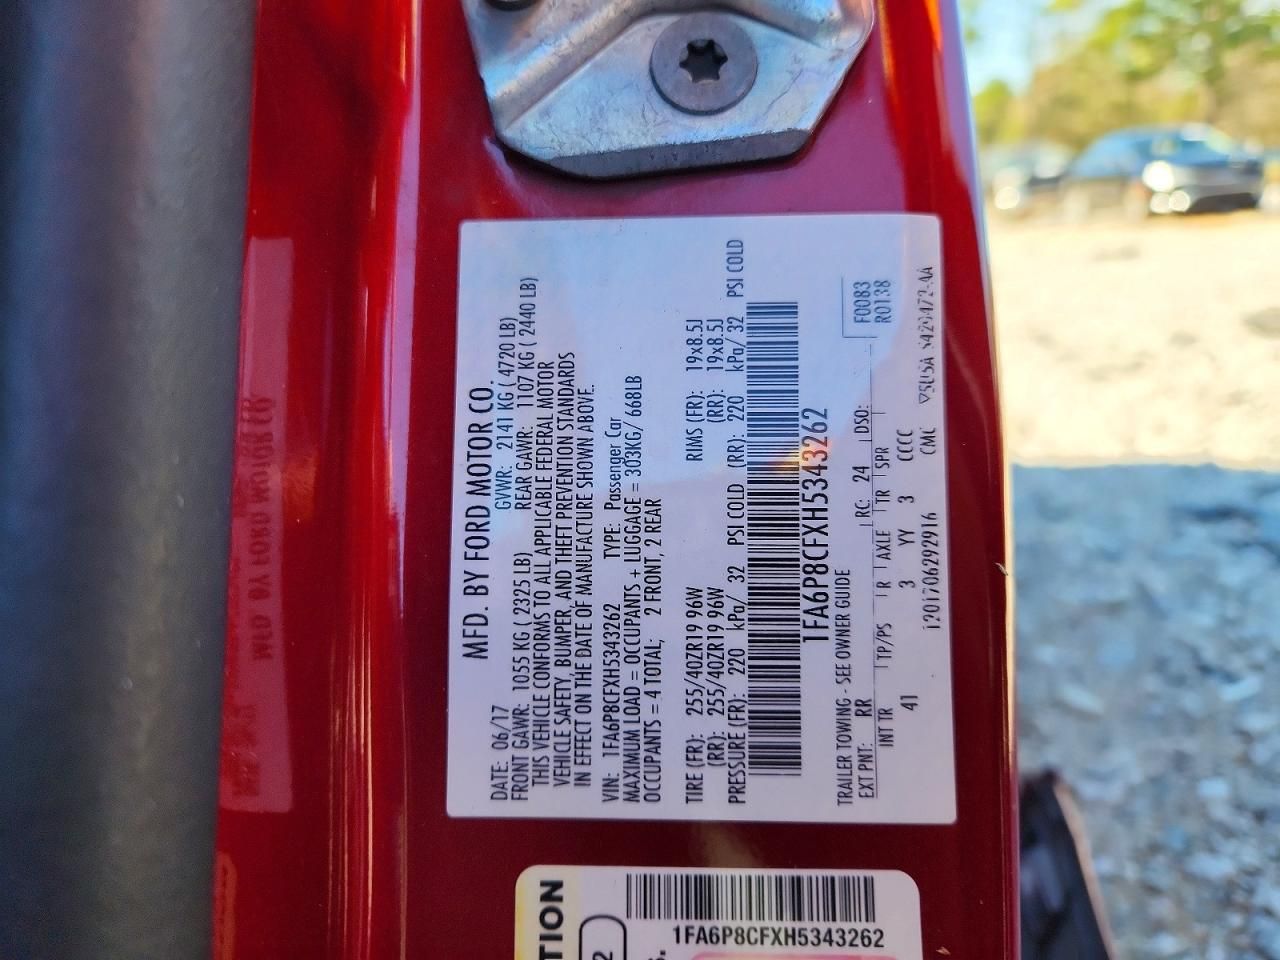 MFD. BY FORD MOTOR CO.
DATE: 06/17 GVWR: 2141 KG ( 4720 LB)
FRONT GAWR: 1055 KG ( 2325 LB) REAR GAWR: 1107 KG ( 2440 LB)
THIS VEHICLE CONFORMS TO ALL APPLICABLE FEDERAL MOTOR
VEHICLE SAFETY, BUMPER, AND THEFT PREVENTION STANDARDS
IN EFFECT ON THE DATE OF MANUFACTURE SHOWN ABOVE.
VIN: 1FA6P8CFXH5343262 TYPE: Passenger Car
MAXIMUM LOAD = OCCUPANTS + LUGGAGE = 303KG/ 668LB
OCCUPANTS = 4 TOTAL; 2 FRONT, 2 REAR
TIRE (FR): 255/40ZR19 96W RIMS (FR): 19x8.5J
(RR): 255/40ZR19 96W (RR): 19x8.5J
PRESSURE (FR): 220 kPa/ 32 PSI COLD (RR): 220 kPa/ 32 PSI COLD
1FA6P8CFXH5343262
TRAILER TOWING - SEE OWNER GUIDE
F0083
R0138
EXT PNT: RR RC: 24 DSO:
INT TR TP/PS R AXLE TR SPR
41 3 YY 3 CCCC
i201706292916 CMC
1FA6P8CFXH5343262
TION
2